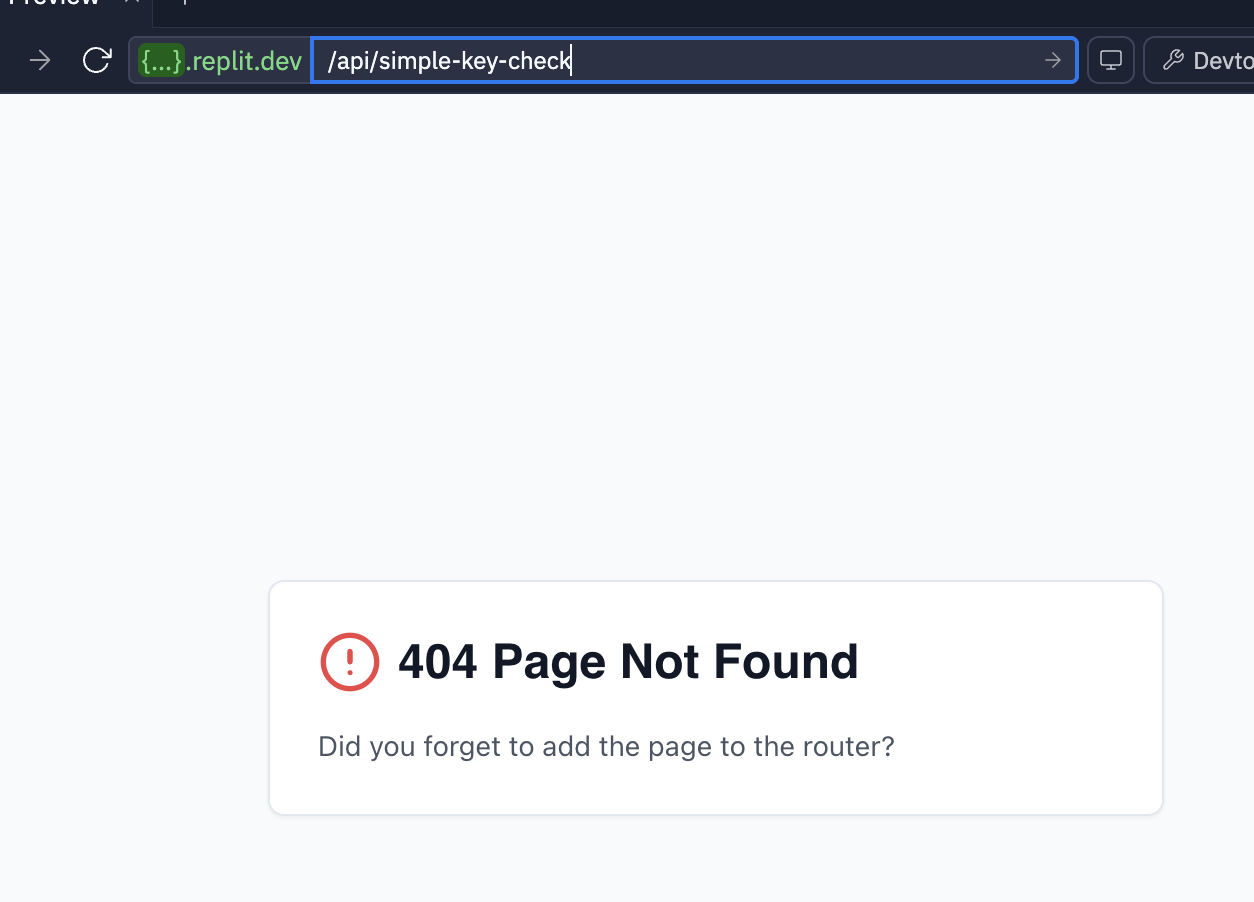 Preview
{...}.replit.dev /api/simple-key-check
Devto
404 Page Not Found
Did you forget to add the page to the router?